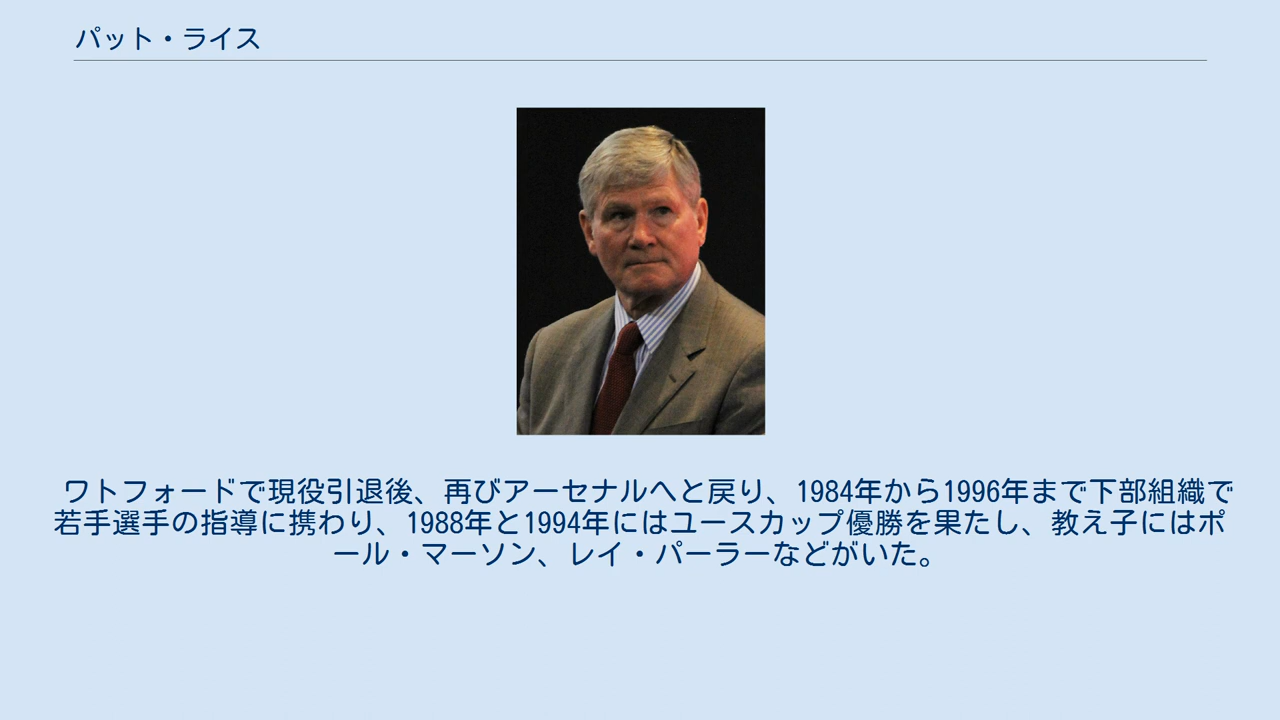 パット・ライス
ワトフォードで現役引退後、再びアーセナルへと戻り、1984年から1996年まで下部組織で
若手選手の指導に携わり、1988年と1994年にはユースカップ優勝を果たし、教え子にはポ
ール・マーソン、レイ・パーラーなどがいた。